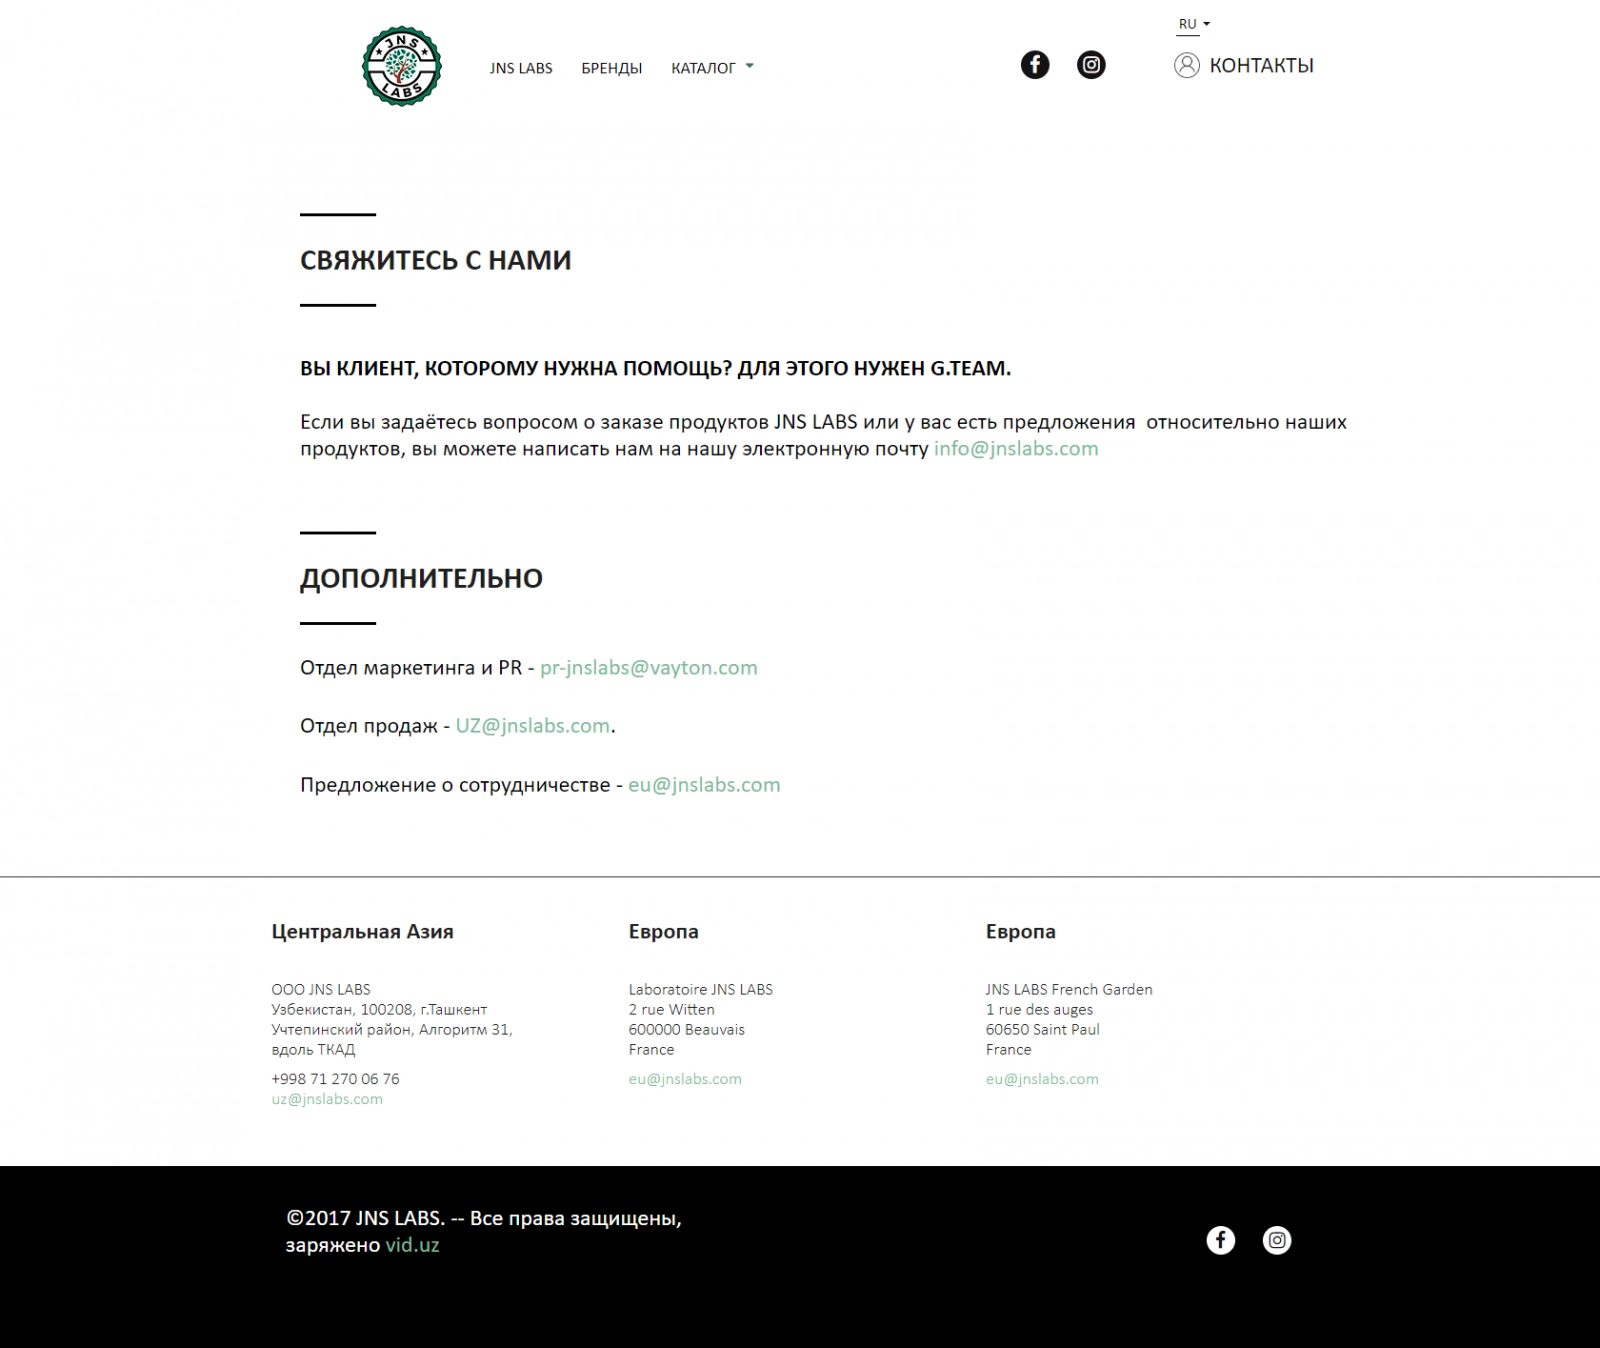 RU
JNS
LABS
JNS LABS
БРЕНДЫ
КАТАЛОГ
КОНТАКТЫ
СВЯЖИТЕСЬ С НАМИ
ВЫ КЛИЕНТ, КОТОРОМУ НУЖНА ПОМОЩЬ? ДЛЯ ЭТОГО НУЖЕН G.TEAM.
Если вы задаётесь вопросом о заказе продуктов JNS LABS или у вас есть предложения относительно наших
продуктов, вы можете написать нам на нашу электронную почту info@jnslabs.com
ДОПОЛНИТЕЛЬНО
Отдел маркетинга и PR - pr-jnslabs@vayton.com
Отдел продаж - UZ@jnslabs.com.
Предложение о сотрудничестве - eu@jnslabs.com
Центральная Азия
ООО JNS LABS
Узбекистан, 100208, г.Ташкент
Учтепинский район, Алгоритм 31,
вдоль ТКАД
+998 71 270 06 76
uz@jnslabs.com
Европа
Laboratoire JNS LABS
2 rue Witten
600000 Beauvais
France
eu@jnslabs.com
Европа
JNS LABS French Garden
1 rue des auges
60650 Saint Paul
France
eu@jnslabs.com
©2017 JNS LABS. -- Все права защищены,
заряжено vid.uz